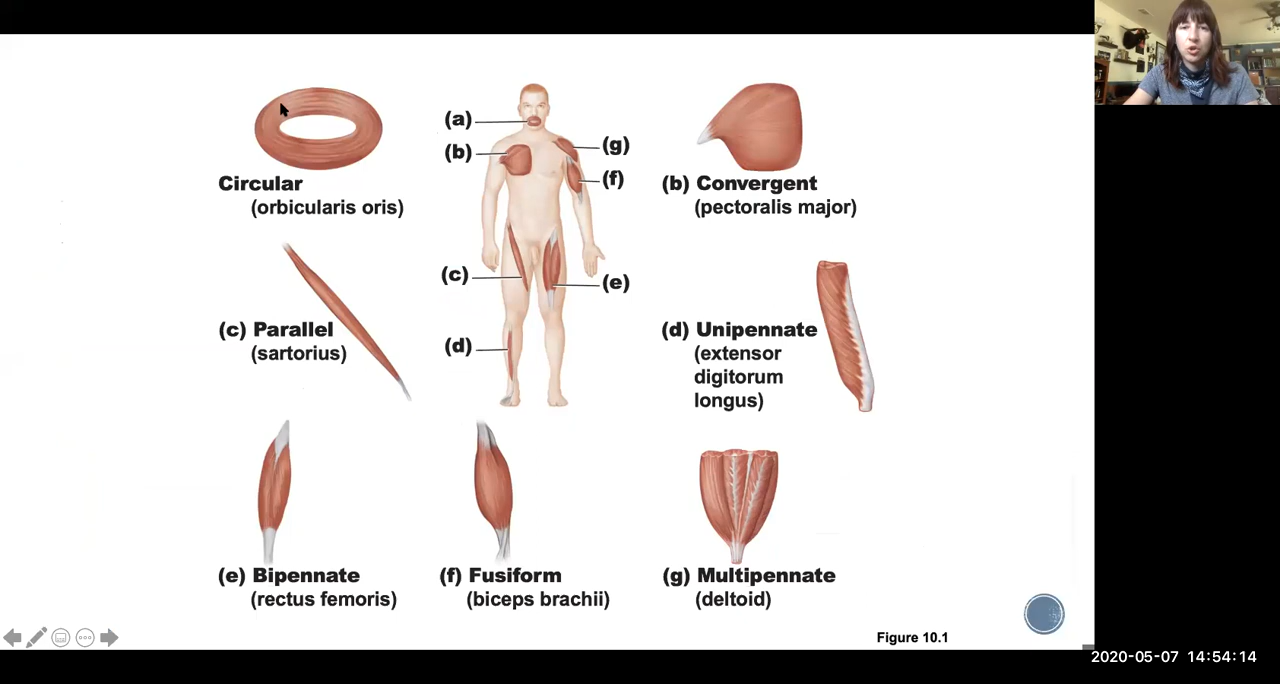 (a)
(b)
(g)
(f)
(c)
(e)
(d)
Circular
(orbicularis oris)
(b) Convergent
(pectoralis major)
(c) Parallel
(sartorius)
(d) Unipennate
(extensor
digitorum
longus)
(e) Bipennate
(rectus femoris)
(f) Fusiform
(biceps brachii)
(g) Multipennate
(deltoid)
Figure 10.1
2020-05-07 14:54:14